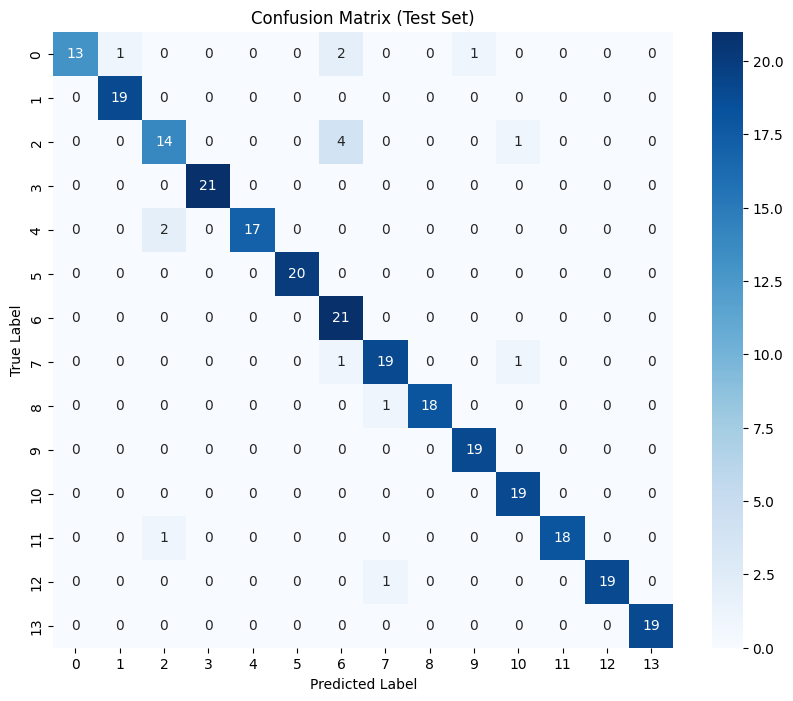 Confusion Matrix (Test Set)
0 13 1 0 0 0 0 2 0 0 1 0 0 0 0
1 0 19 0 0 0 0 0 0 0 0 0 0 0 0
2 0 0 14 0 0 0 4 0 0 0 1 0 0 0
3 0 0 0 21 0 0 0 0 0 0 0 0 0 0
4 0 0 2 0 17 0 0 0 0 0 0 0 0 0
5 0 0 0 0 0 20 0 0 0 0 0 0 0 0
6 0 0 0 0 0 0 21 0 0 0 0 0 0 0
7 0 0 0 0 0 0 1 19 0 0 1 0 0 0
8 0 0 0 0 0 0 0 1 18 0 0 0 0 0
9 0 0 0 0 0 0 0 0 0 19 0 0 0 0
10 0 0 0 0 0 0 0 0 0 0 19 0 0 0
11 0 0 1 0 0 0 0 0 0 0 0 18 0 0
12 0 0 0 0 0 0 0 1 0 0 0 0 19 0
13 0 0 0 0 0 0 0 0 0 0 0 0 0 19
0 1 2 3 4 5 6 7 8 9 10 11 12 13
True Label
Predicted Label
20.0
17.5
15.0
12.5
10.0
7.5
5.0
2.5
0.0